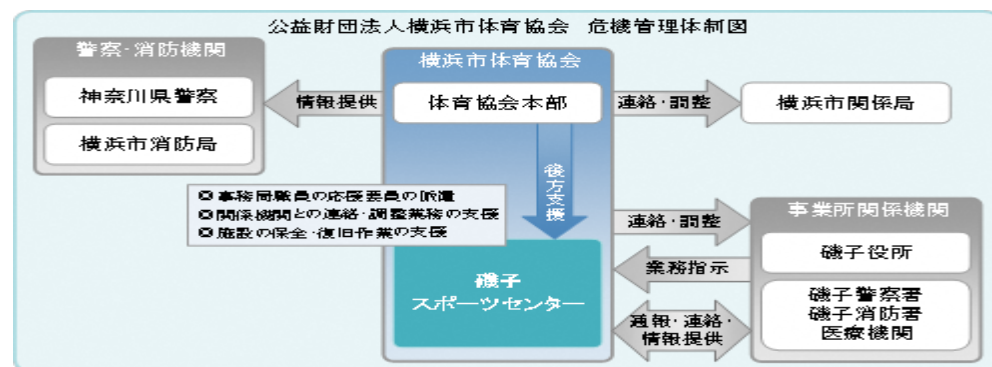 公益財団法人横浜市体育協会 危機管理体制図
警察・消防機関
神奈川県警察
横浜市消防局
情報提供
横浜市体育協会
体育協会本部
連絡・調整
横浜市関係局
後方支援
事務局職員の応援要員の派遣
関係機関との連絡・調整業務の支援
施設の保全・復旧作業の支援
磯子
スポーツセンター
連絡・調整
業務指示
通報・連絡・
情報提供
事業所関係機関
磯子役所
磯子警察署
磯子消防署
医療機関